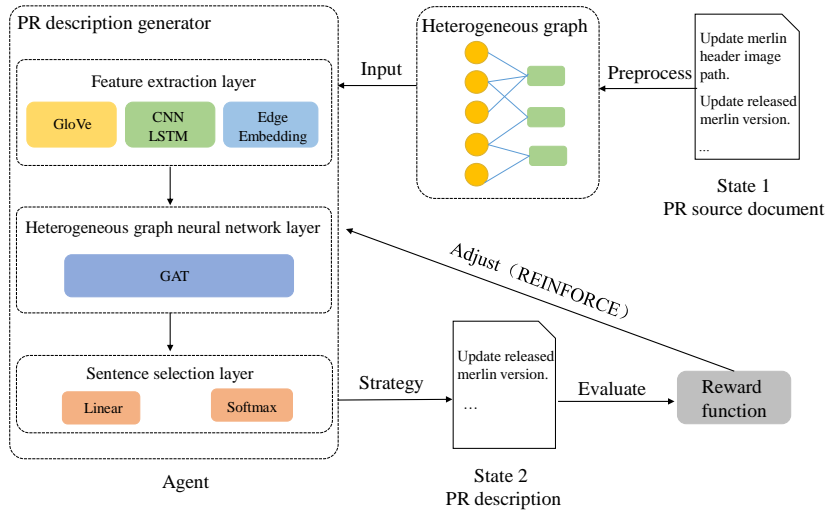 PR description generator
Feature extraction layer
GloVe
CNN
LSTM
Edge
Embedding
Heterogeneous graph neural network layer
GAT
Sentence selection layer
Linear
Softmax
Agent
Input
Heterogeneous graph
Preprocess
Update merlin
header image
path.
Update released
merlin version.
...
State 1
PR source document
Adjust（REINFORCE）
Strategy
Update released
merlin version.
...
State 2
PR description
Evaluate
Reward
function